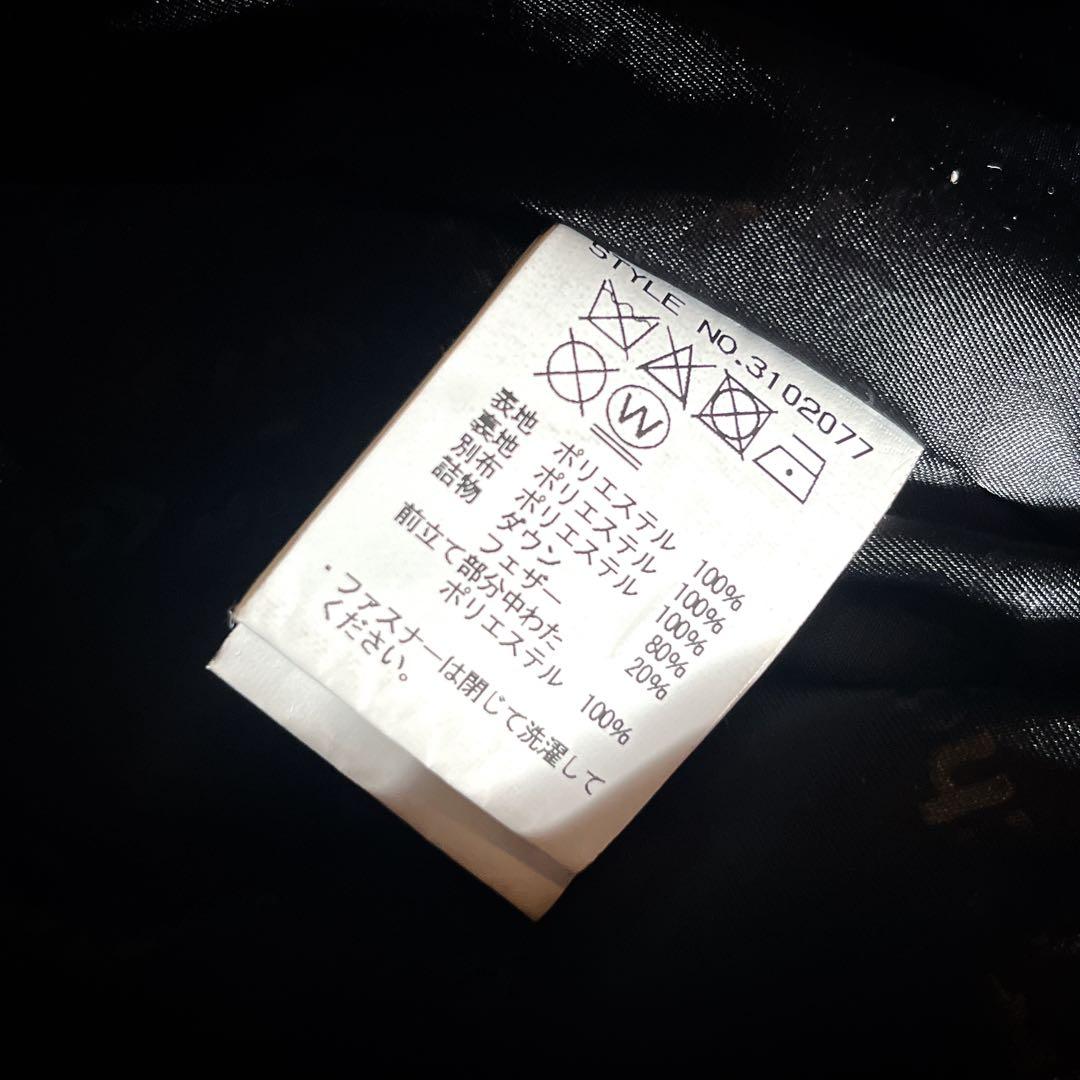 STYLE NO.3102077
W
表地 ポリエステル 100%
裏地 ポリエステル 100%
別布 ポリエステル 100%
詰物 ダウン 80%
フェザー 20%
前立て部分中わた
ポリエステル 100%
・ファスナーは閉じて洗濯して
ください。